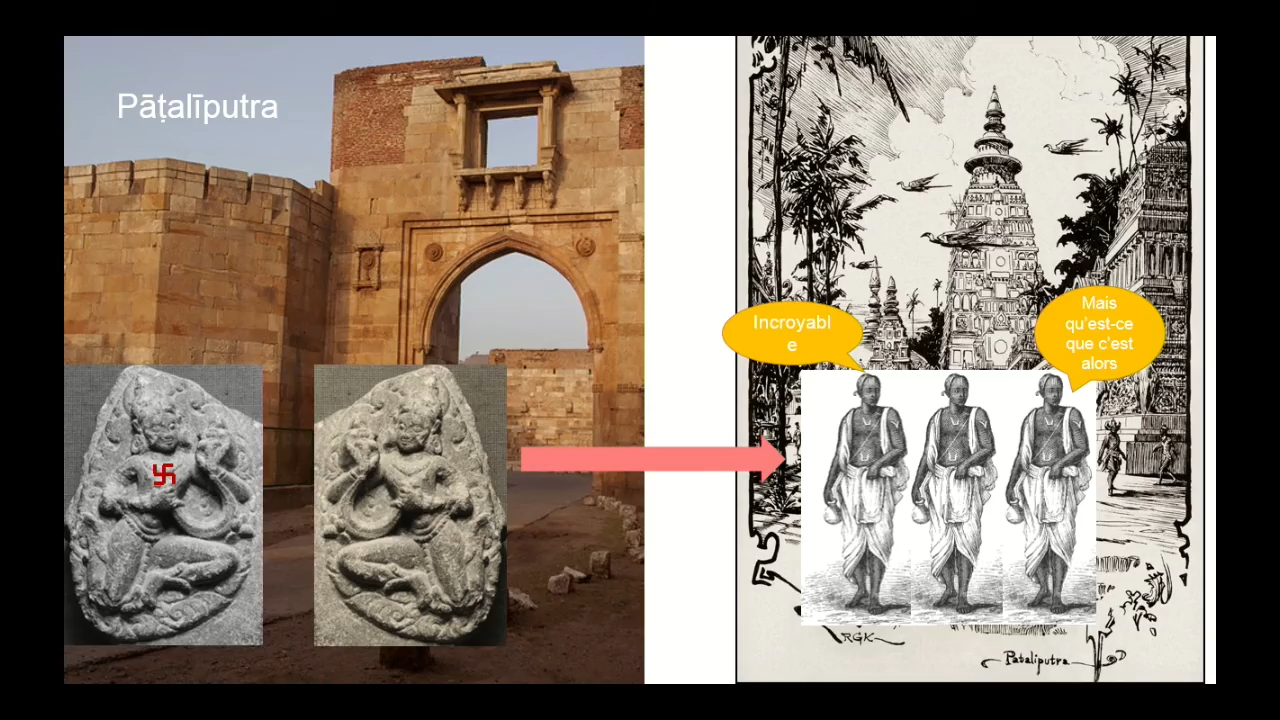 Pāṭalīputra
Incroyabl
e
Mais
qu'est-ce
que c'est
alors
RGK
Pataliputra